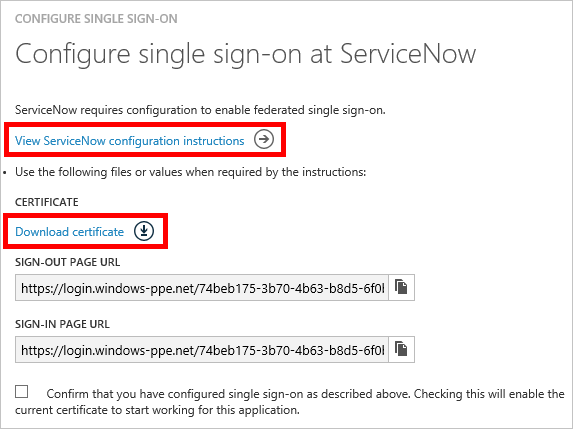 CONFIGURE SINGLE SIGN-ON
Configure single sign-on at ServiceNow
ServiceNow requires configuration to enable federated single sign-on.
View ServiceNow configuration instructions
• Use the following files or values when required by the instructions:
CERTIFICATE
Download certificate
SIGN-OUT PAGE URL
https://login.windows-ppe.net/74beb175-3b70-4b63-b8d5-6f0l
SIGN-IN PAGE URL
https://login.windows-ppe.net/74beb175-3b70-4b63-b8d5-6f0l
Confirm that you have configured single sign-on as described above. Checking this will enable the
current certificate to start working for this application.